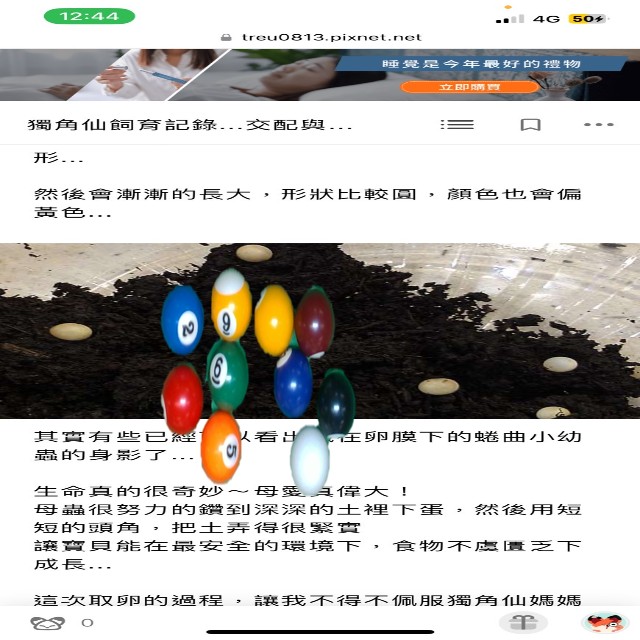 12:44
4G 50
treu0813.pixnet.net
睡覺是今年最好的禮物
立即購買
獨角仙飼育記錄...交配與...
形...
然後會漸漸的長大，形狀比較圓，顏色也會偏
黃色...
2
9
6
5
其實有些已經 以看出 在卵膜下的蜷曲小幼
蟲的身影了...
生命真的很奇妙～母愛真偉大！
母蟲很努力的鑽到深深的土裡下蛋，然後用短
短的頭角，把土弄得很緊實
讓寶貝能在最安全的環境下，食物不虞匱乏下
成長...
這次取卵的過程，讓我不得不佩服獨角仙媽媽
0